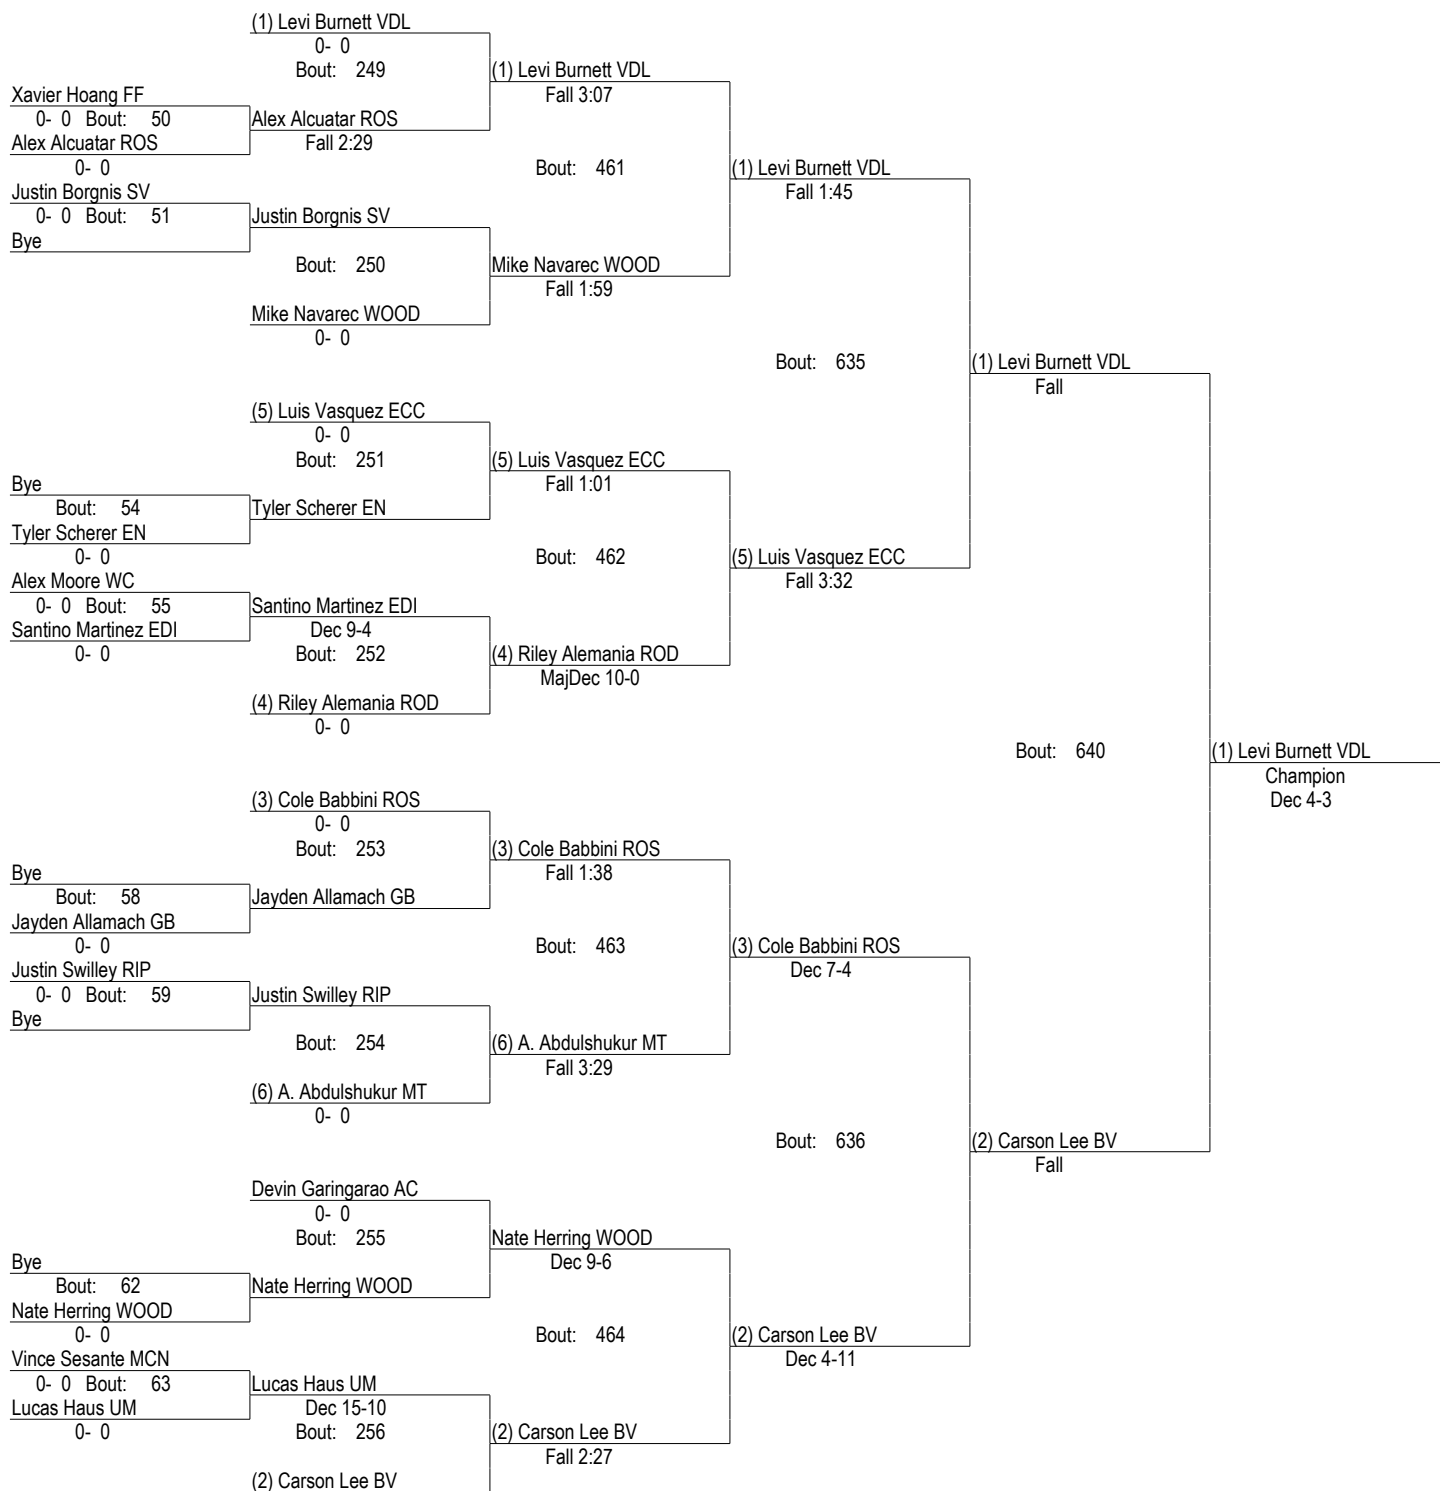 (1) Levi Burnett VDL
0- 0
Bout: 249
(1) Levi Burnett VDL
Xavier Hoang FF
Fall 3:07
0- 0 Bout: 50
Alex Alcuatar ROS
Alex Alcuatar ROS
Fall 2:29
0- 0
Bout: 461
(1) Levi Burnett VDL
Justin Borgnis SV
Fall 1:45
0- 0 Bout: 51
Justin Borgnis SV
Bye
Bout: 250
Mike Navarec WOOD
Fall 1:59
Mike Navarec WOOD
0- 0
Bout: 635
(1) Levi Burnett VDL
Fall
(5) Luis Vasquez ECC
0- 0
Bout: 251
(5) Luis Vasquez ECC
Bye
Fall 1:01
Bout: 54
Tyler Scherer EN
Tyler Scherer EN
0- 0
Bout: 462
(5) Luis Vasquez ECC
Alex Moore WC
Fall 3:32
0- 0 Bout: 55
Santino Martinez EDI
Santino Martinez EDI
Dec 9-4
0- 0
Bout: 252
(4) Riley Alemania ROD
MajDec 10-0
(4) Riley Alemania ROD
0- 0
Bout: 640
(1) Levi Burnett VDL
Champion
Dec 4-3
(3) Cole Babbini ROS
0- 0
Bout: 253
(3) Cole Babbini ROS
Bye
Fall 1:38
Bout: 58
Jayden Allamach GB
Jayden Allamach GB
0- 0
Bout: 463
(3) Cole Babbini ROS
Justin Swilley RIP
Dec 7-4
0- 0 Bout: 59
Justin Swilley RIP
Bye
Bout: 254
(6) A. Abdulshukur MT
Fall 3:29
(6) A. Abdulshukur MT
0- 0
Bout: 636
(2) Carson Lee BV
Fall
Devin Garingarao AC
0- 0
Bout: 255
Nate Herring WOOD
Bye
Dec 9-6
Bout: 62
Nate Herring WOOD
Nate Herring WOOD
0- 0
Bout: 464
(2) Carson Lee BV
Vince Sesante MCN
Dec 4-11
0- 0 Bout: 63
Lucas Haus UM
Lucas Haus UM
Dec 15-10
0- 0
Bout: 256
(2) Carson Lee BV
Fall 2:27
(2) Carson Lee BV